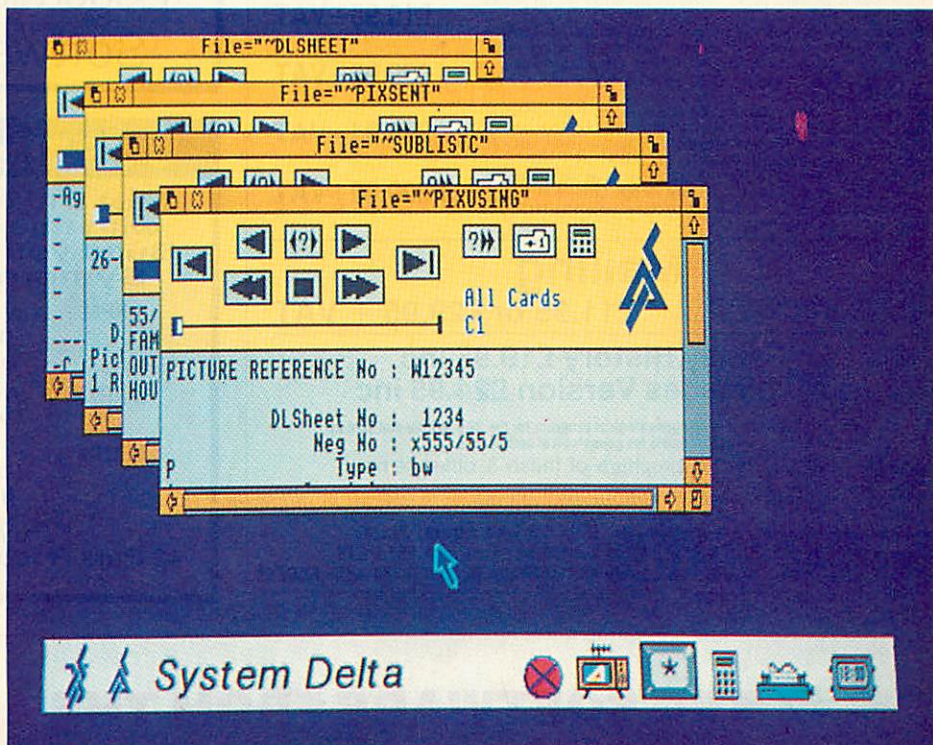 File="~DLSHEET"
File="~PIXSENT"
File="~SUBLISTC"
File="~PIXUSING"
All Cards
C1
-Ag
26-
55/
FAM
D
Pic
OUT
1 R
HOU
PICTURE REFERENCE No : W12345
DLSheet No : 1234
Neg No : x555/55/5
P Type : bw
System Delta
*